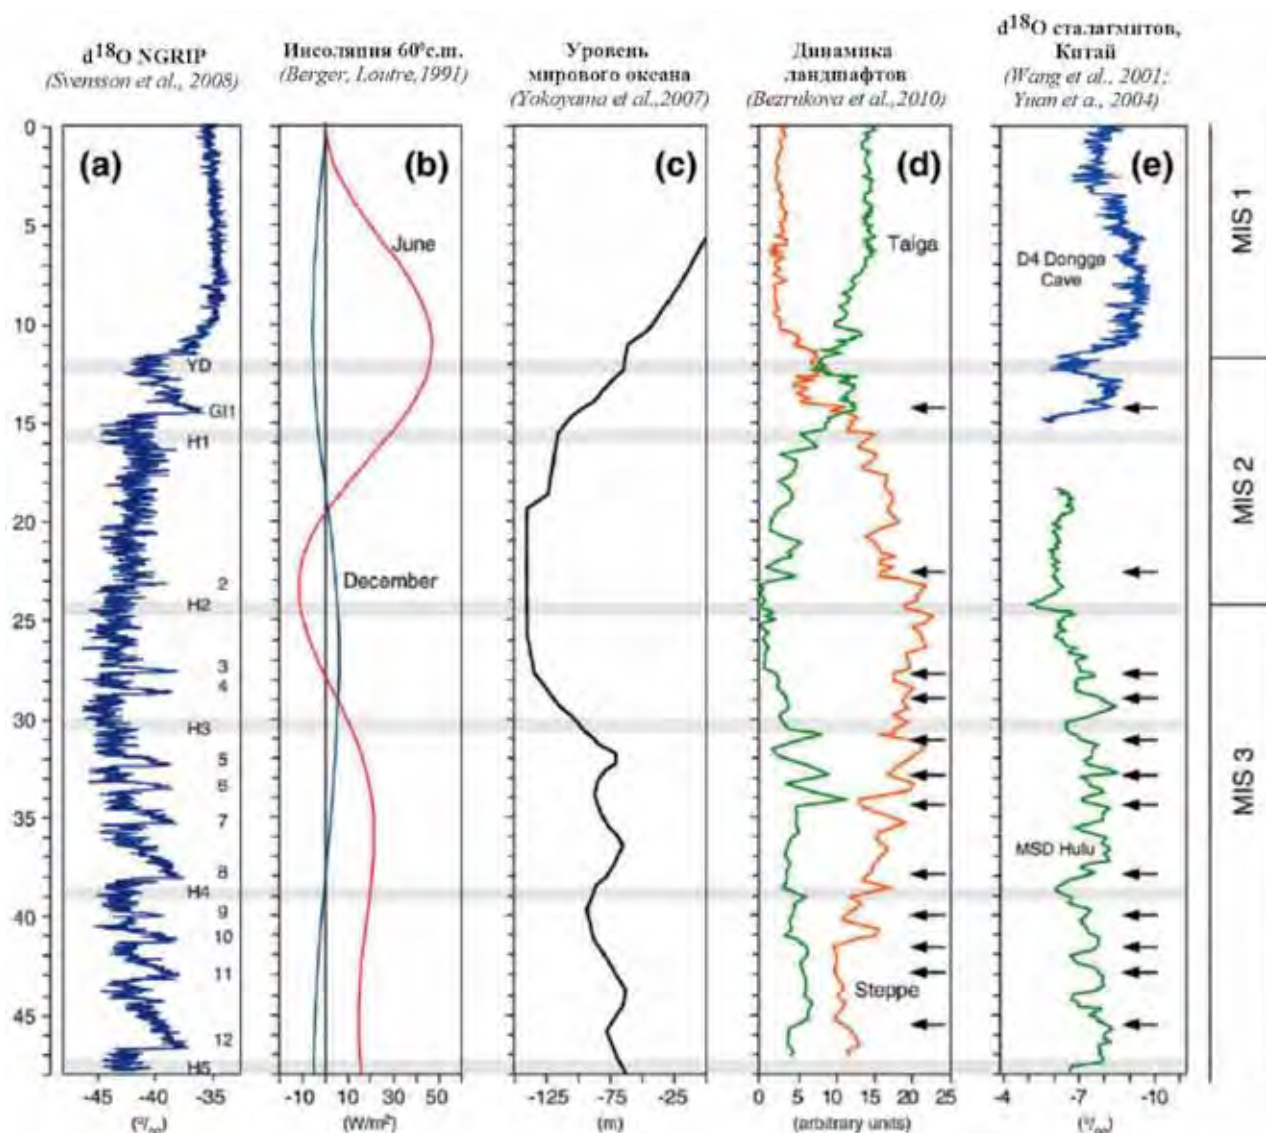 d18O NGRIP
(Svensson et al., 2008)
Инсоляция 60°с.ш.
(Berger, Loutre,1991)
Уровень
мирового океана
(Yokoyama et al.,2007)
Динамика
ландшафтов
(Bezrukova et al.,2010)
d18O сталагмитов,
Китай
(Wang et al., 2001;
Yuan et a., 2004)
(a)
(b)
(c)
(d)
(e)
0
5
10
15
20
25
30
35
40
45
YD
GI1
H1
2
H2
3
4
H3
5
6
7
8
H4
9
10
11
12
H5
June
December
Taiga
Steppe
D4 Dongge
Cave
MSD Hulu
MIS 1
MIS 2
MIS 3
-45 -40 -35
(‰)
-10 10 30 50
(W/m²)
-125 -75 -25
(m)
0 5 10 15 20 25
(arbitrary units)
-4 -7 -10
(‰)